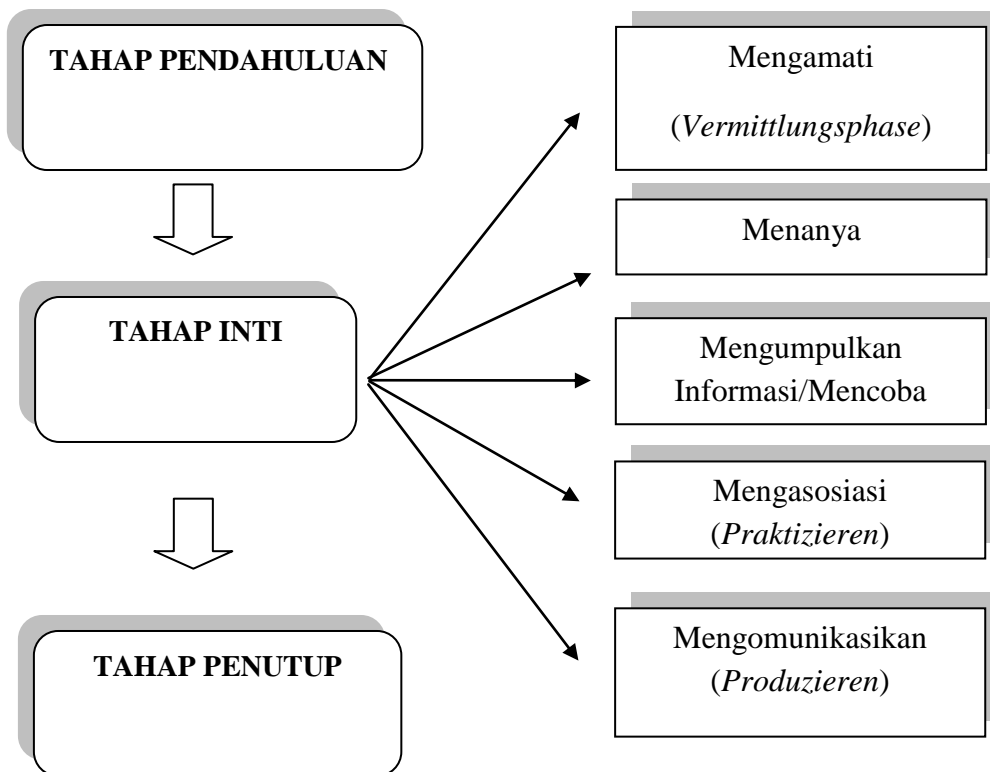 TAHAP PENDAHULUAN
TAHAP INTI
TAHAP PENUTUP
Mengamati
(Vermittlungsphase)
Menanya
Mengumpulkan
Informasi/Mencoba
Mengasosiasi
(Praktizieren)
Mengomunikasikan
(Produzieren)